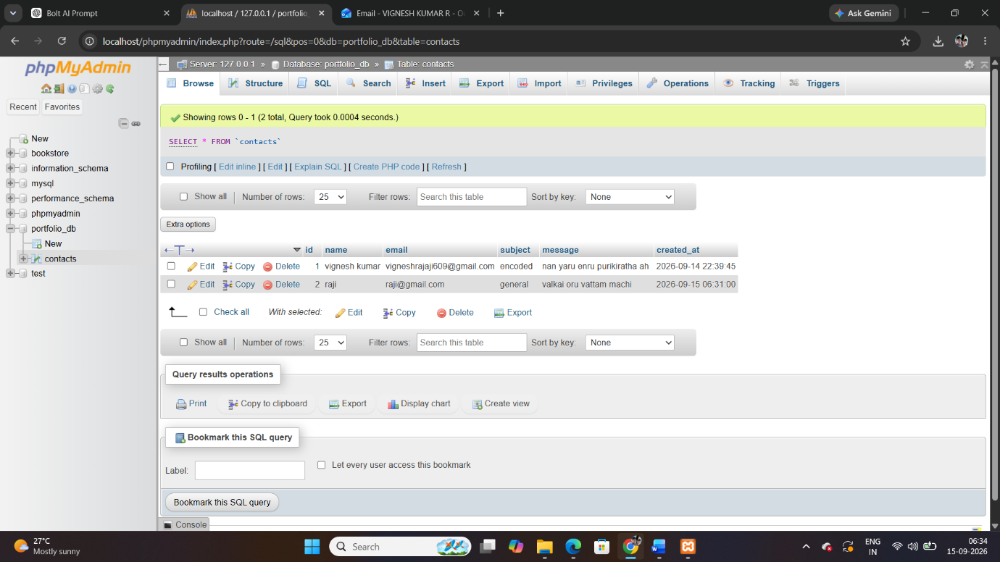 Bolt AI Prompt
localhost / 127.0.0.1 / portfolio_
Email - VIGNESH KUMAR R - O
Ask Gemini
localhost/phpmyadmin/index.php?route=/sql&pos=0&db=portfolio_db&table=contacts
phpMyAdmin
Recent Favorites
New
bookstore
information_schema
mysql
performance_schema
phpmyadmin
portfolio_db
New
contacts
test
Server: 127.0.0.1 » Database: portfolio_db » Table: contacts
Browse Structure SQL Search Insert Export Import Privileges Operations Tracking Triggers
Showing rows 0 - 1 (2 total, Query took 0.0004 seconds.)
SELECT * FROM `contacts`
Profiling [ Edit inline ] [ Edit ] [ Explain SQL ] [ Create PHP code ] [ Refresh ]
Show all Number of rows: 25 Filter rows: Search this table Sort by key: None
Extra options
id name email subject message created_at
Edit Copy Delete 1 vignesh kumar vigneshrajaji609@gmail.com encoded nan yaru enru purikiratha ah 2026-09-14 22:39:45
Edit Copy Delete 2 raji raji@gmail.com general valkai oru vattam machi 2026-09-15 06:31:00
Check all With selected: Edit Copy Delete Export
Show all Number of rows: 25 Filter rows: Search this table Sort by key: None
Query results operations
Print Copy to clipboard Export Display chart Create view
Bookmark this SQL query
Label: Let every user access this bookmark
Bookmark this SQL query
Console
27°C
Mostly sunny
Search
ENG
IN
06:34
15-09-2026